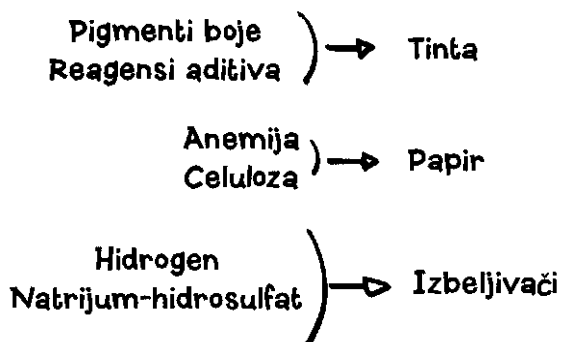 Pigmenti boje
Reagensi aditiva
Tinta
Anemija
Celuloza
Papir
Hidrogen
Natrijum-hidrosulfat
Izbeljivači